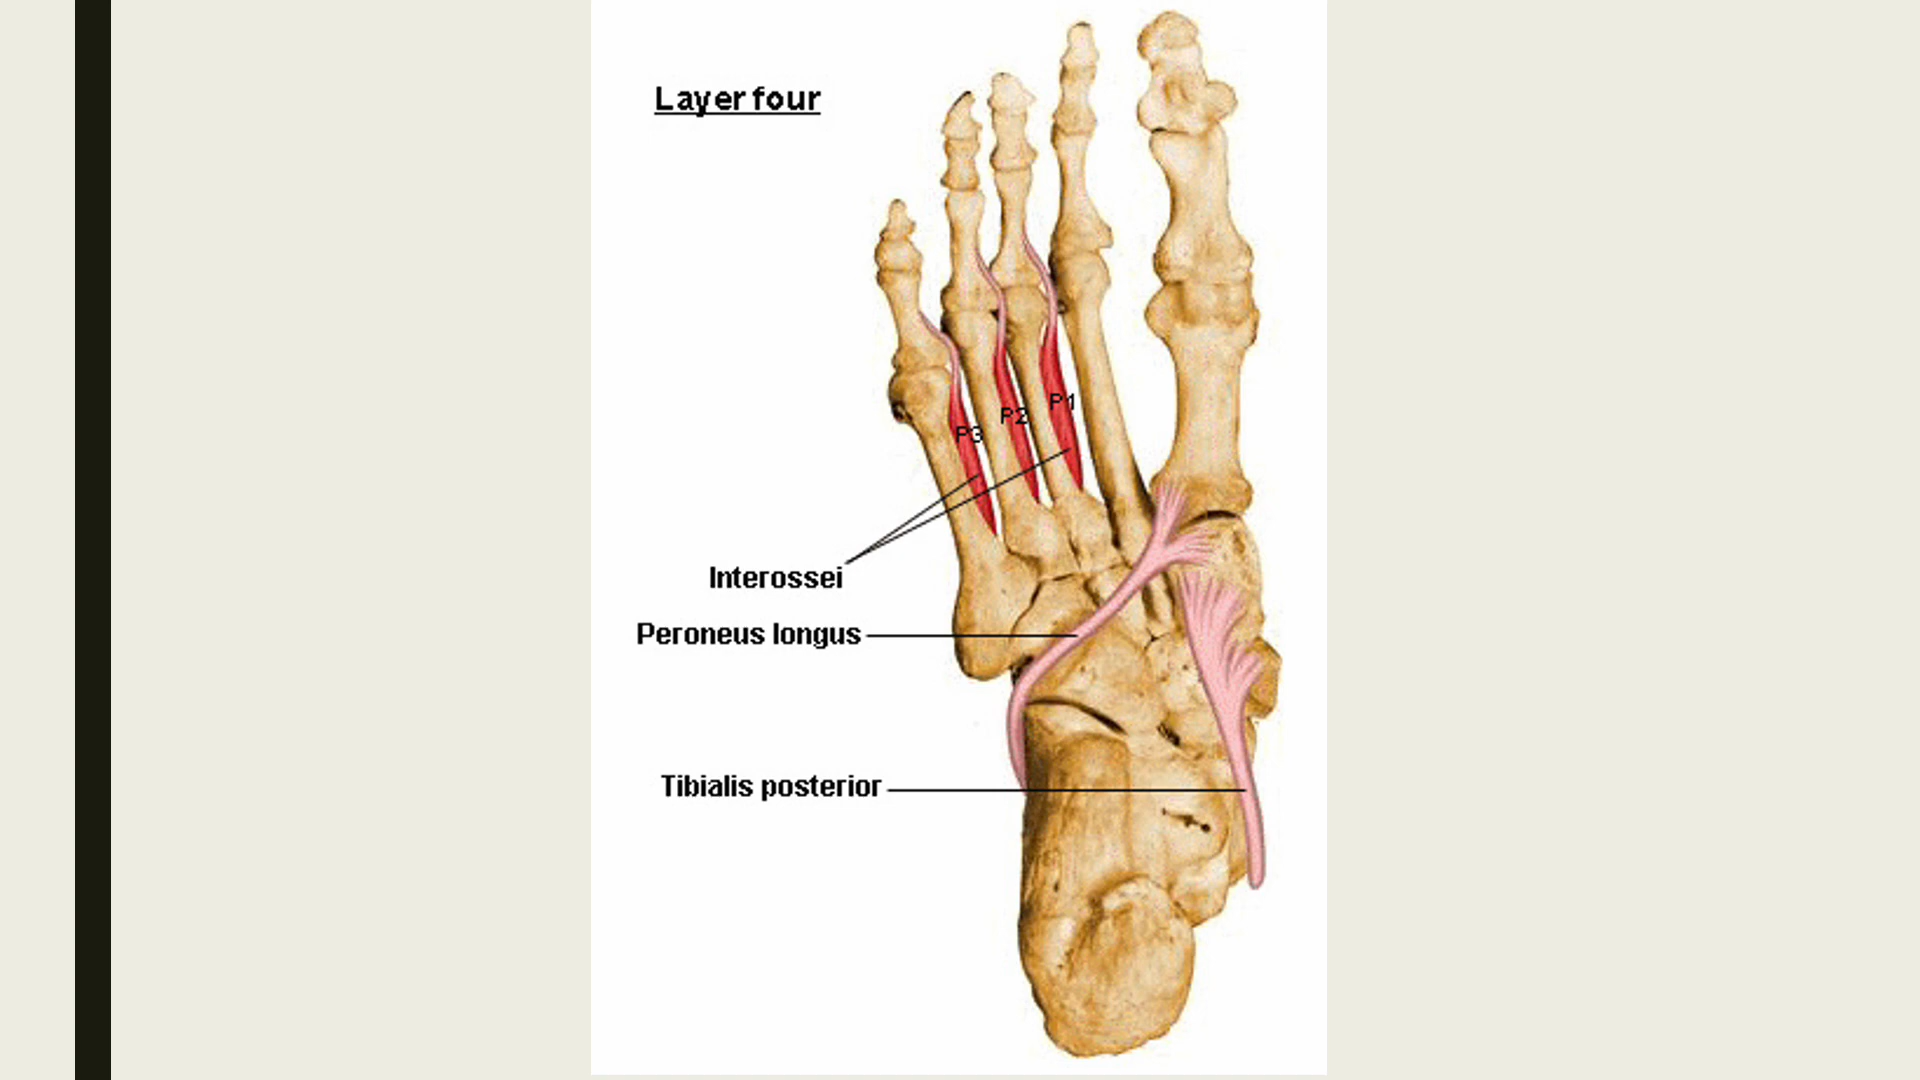 Layer four
P1
P2
P3
Interossei
Peroneus longus
Tibialis posterior